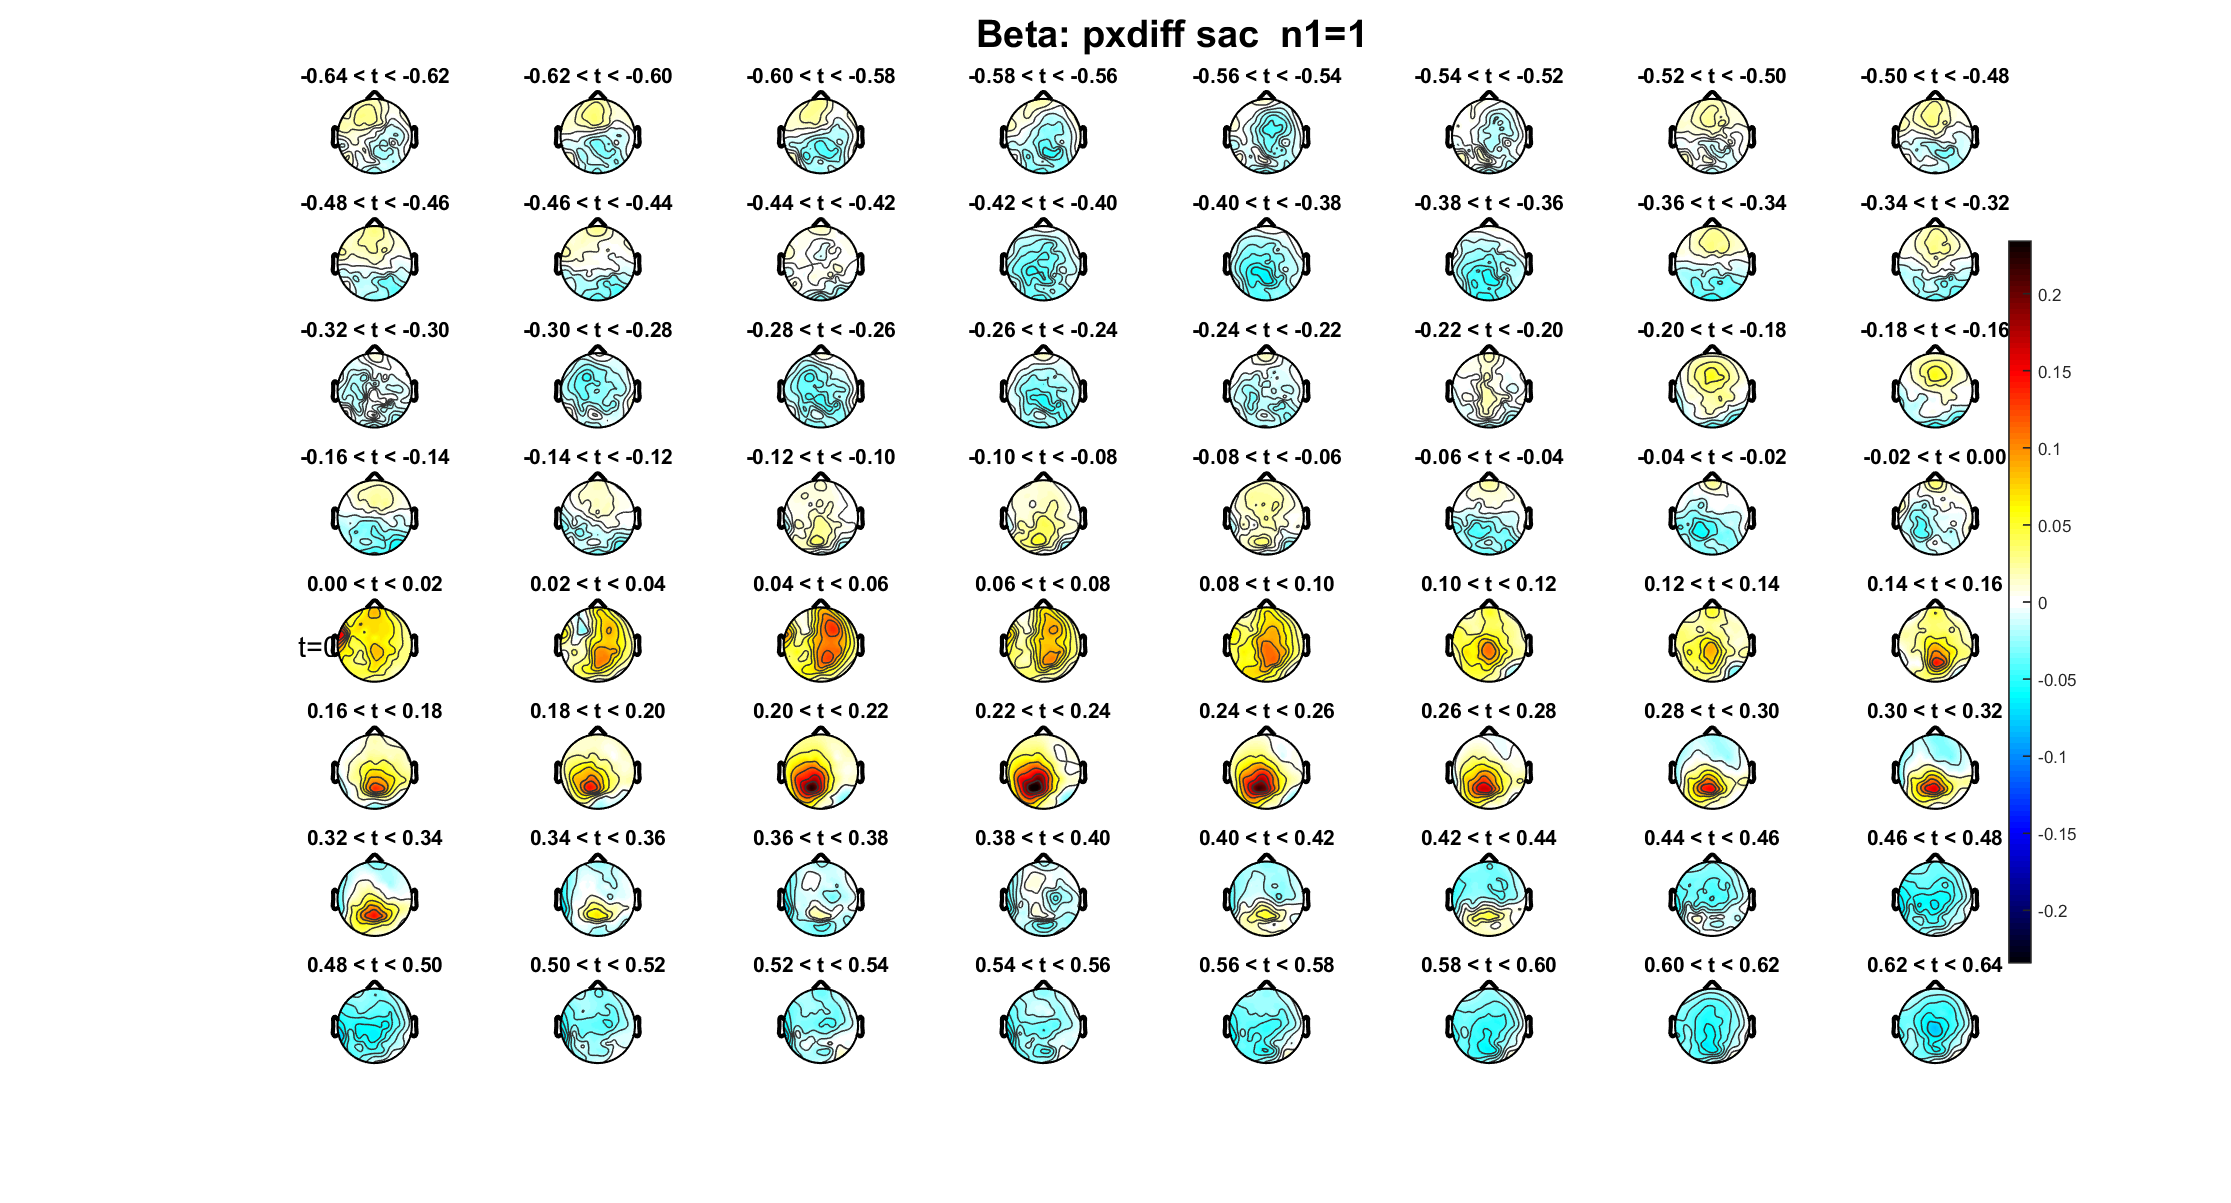 Beta: pxdiff sac  n1=1
-0.64 < t < -0.62 -0.62 < t < -0.60 -0.60 < t < -0.58 -0.58 < t < -0.56 -0.56 < t < -0.54 -0.54 < t < -0.52 -0.52 < t < -0.50 -0.50 < t < -0.48
-0.48 < t < -0.46 -0.46 < t < -0.44 -0.44 < t < -0.42 -0.42 < t < -0.40 -0.40 < t < -0.38 -0.38 < t < -0.36 -0.36 < t < -0.34 -0.34 < t < -0.32
-0.32 < t < -0.30 -0.30 < t < -0.28 -0.28 < t < -0.26 -0.26 < t < -0.24 -0.24 < t < -0.22 -0.22 < t < -0.20 -0.20 < t < -0.18 -0.18 < t < -0.16
-0.16 < t < -0.14 -0.14 < t < -0.12 -0.12 < t < -0.10 -0.10 < t < -0.08 -0.08 < t < -0.06 -0.06 < t < -0.04 -0.04 < t < -0.02 -0.02 < t < 0.00
0.00 < t < 0.02 0.02 < t < 0.04 0.04 < t < 0.06 0.06 < t < 0.08 0.08 < t < 0.10 0.10 < t < 0.12 0.12 < t < 0.14 0.14 < t < 0.16
t=0
0.16 < t < 0.18 0.18 < t < 0.20 0.20 < t < 0.22 0.22 < t < 0.24 0.24 < t < 0.26 0.26 < t < 0.28 0.28 < t < 0.30 0.30 < t < 0.32
0.32 < t < 0.34 0.34 < t < 0.36 0.36 < t < 0.38 0.38 < t < 0.40 0.40 < t < 0.42 0.42 < t < 0.44 0.44 < t < 0.46 0.46 < t < 0.48
0.48 < t < 0.50 0.50 < t < 0.52 0.52 < t < 0.54 0.54 < t < 0.56 0.56 < t < 0.58 0.58 < t < 0.60 0.60 < t < 0.62 0.62 < t < 0.64
0.2
0.15
0.1
0.05
0
-0.05
-0.1
-0.15
-0.2